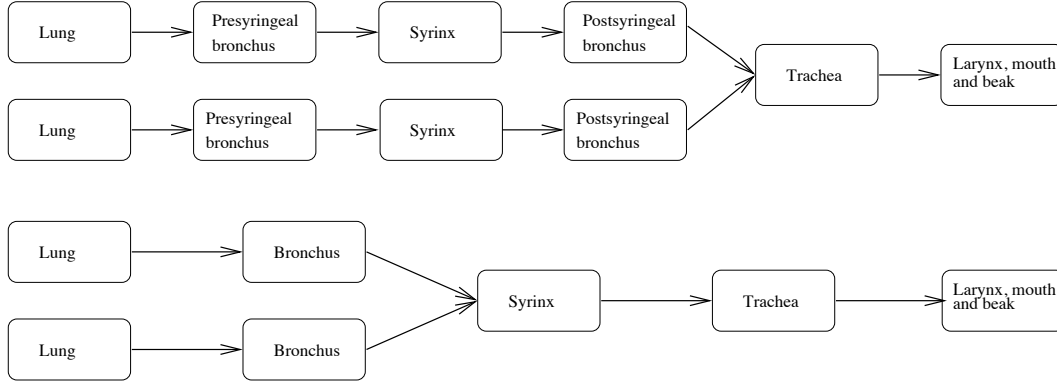 Lung
Presyringeal
bronchus
Syrinx
Postsyringeal
bronchus
Trachea
Larynx, mouth
and beak
Lung
Presyringeal
bronchus
Syrinx
Postsyringeal
bronchus
Lung
Bronchus
Syrinx
Trachea
Larynx, mouth
and beak
Lung
Bronchus